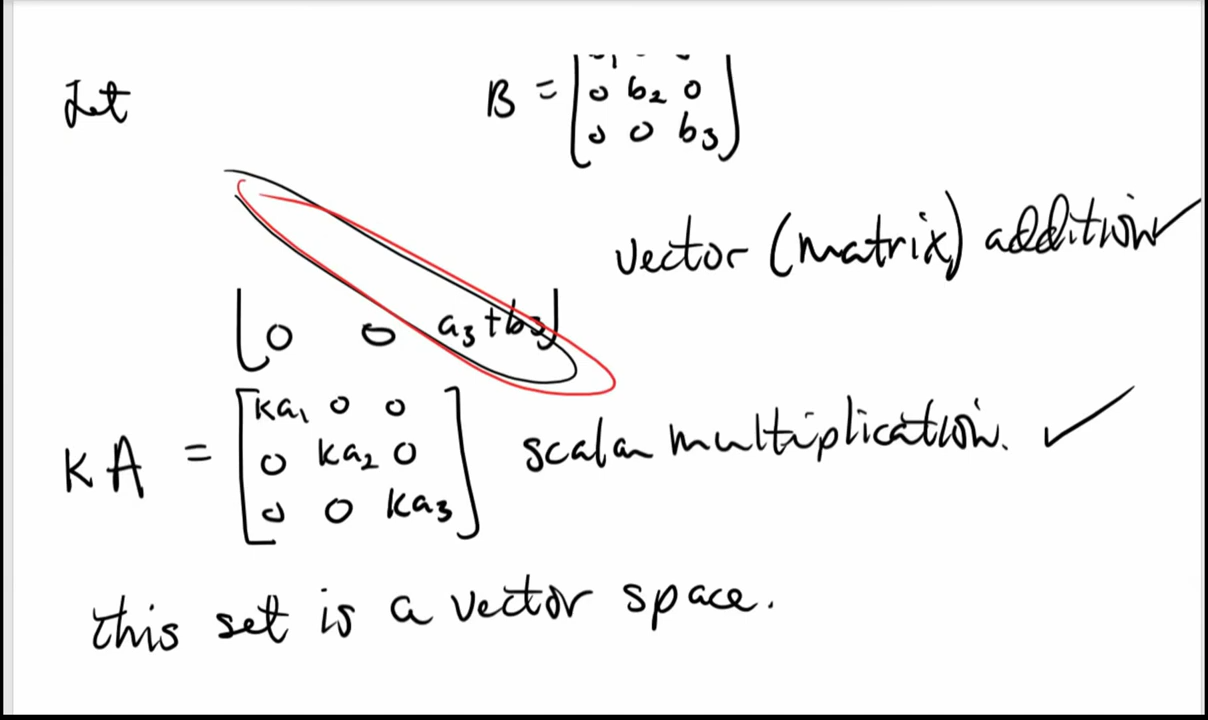 Let B = [0 b₂ 0
0 0 b₃]
vector (matrix) addition ✓
[0 0 a₃+b₃]
KA = [ka₁ 0 0
0 ka₂ 0
0 0 ka₃] scalar multiplication. ✓
this set is a vector space.